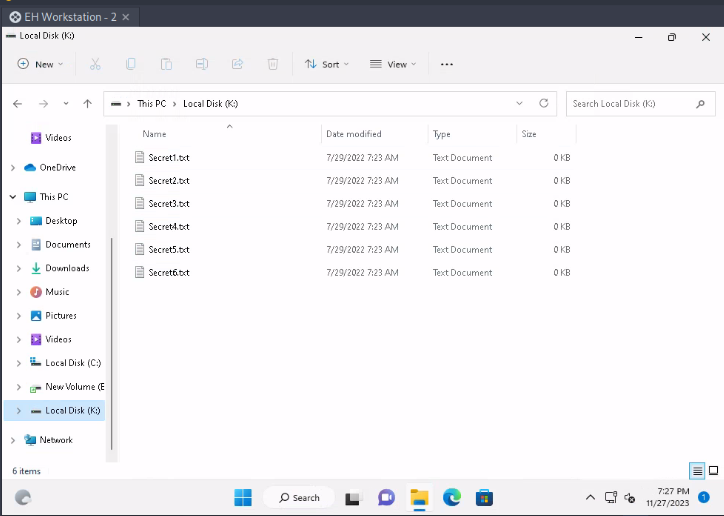 EH Workstation - 2
Local Disk (K:)
New
Sort
View
This PC
Local Disk (K:)
Search Local Disk (K:)
Videos
OneDrive
This PC
Desktop
Documents
Downloads
Music
Pictures
Videos
Local Disk (C:)
New Volume (E
Local Disk (K:)
Network
Name Date modified Type Size
Secret1.txt 7/29/2022 7:23 AM Text Document 0 KB
Secret2.txt 7/29/2022 7:23 AM Text Document 0 KB
Secret3.txt 7/29/2022 7:23 AM Text Document 0 KB
Secret4.txt 7/29/2022 7:23 AM Text Document 0 KB
Secret5.txt 7/29/2022 7:23 AM Text Document 0 KB
Secret6.txt 7/29/2022 7:23 AM Text Document 0 KB
6 items
Search
7:27 PM
11/27/2023
1